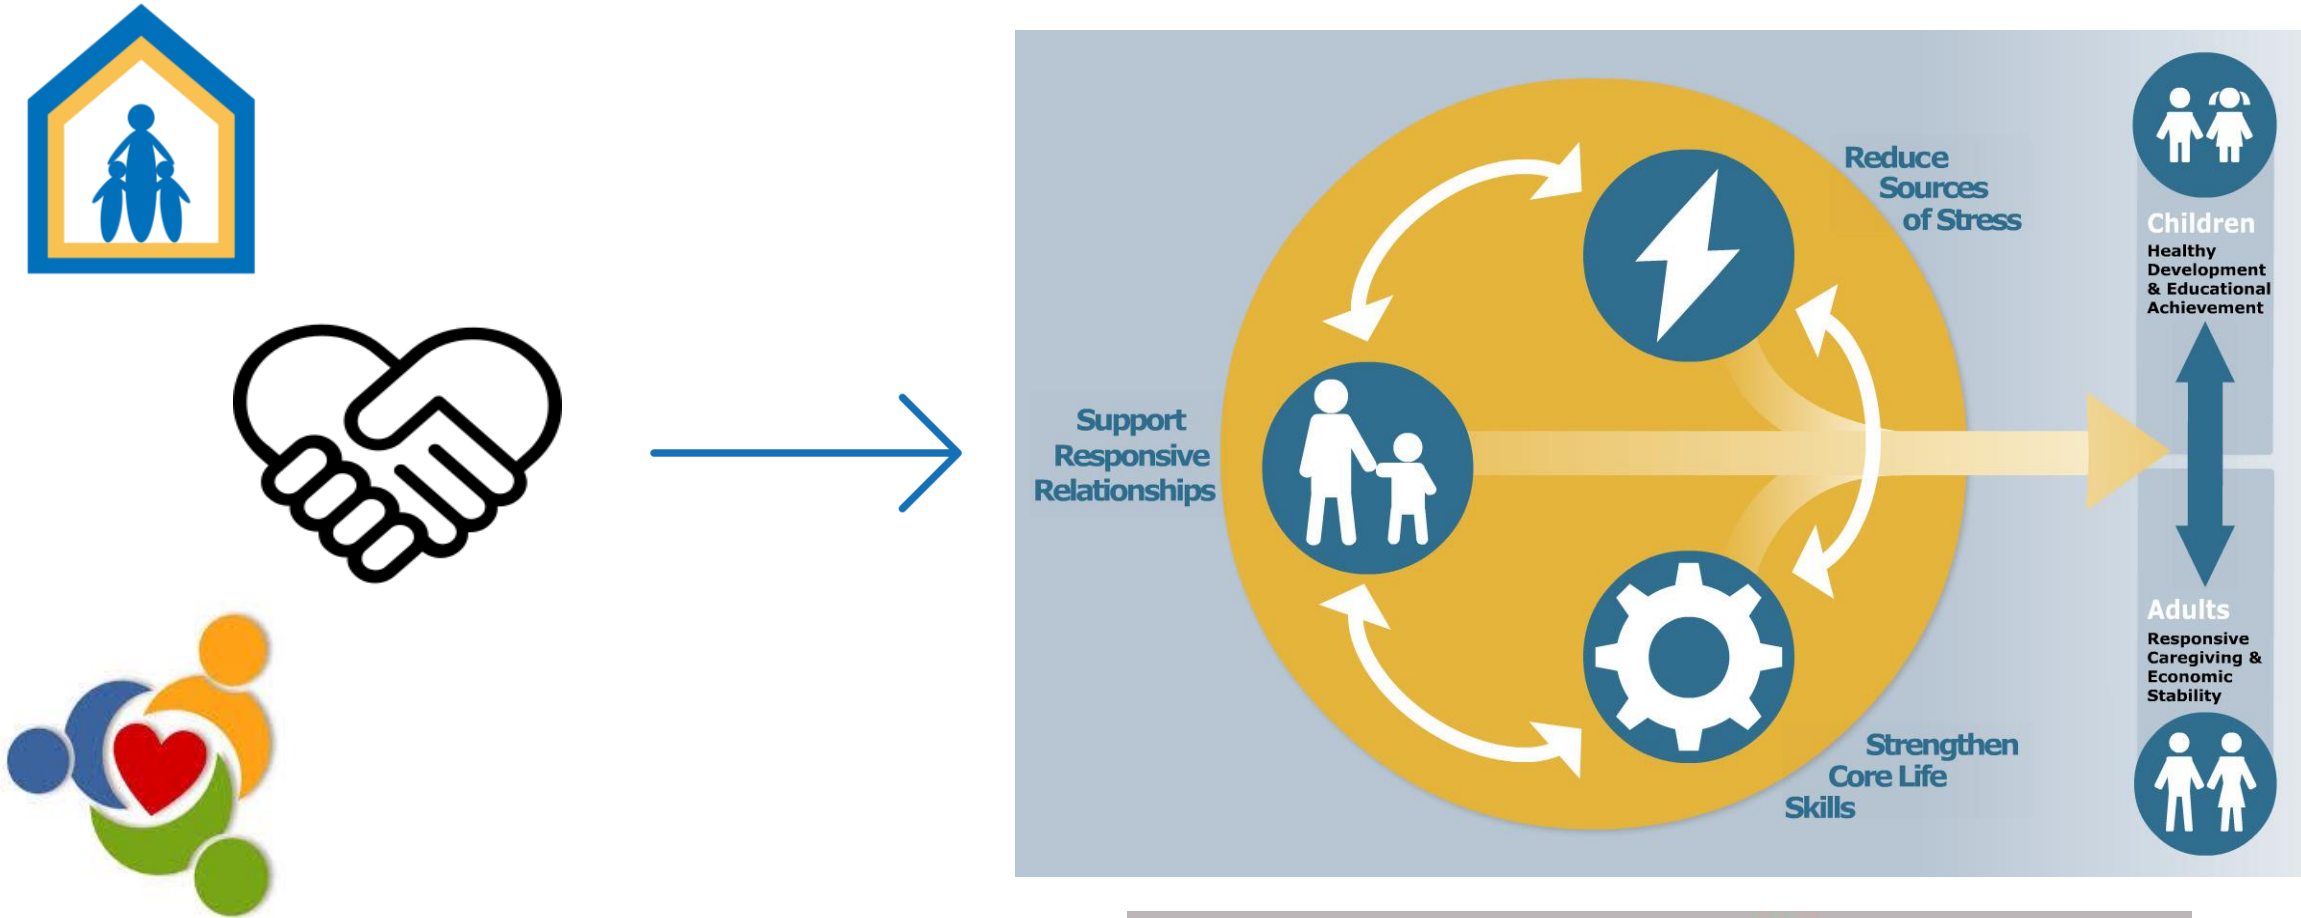 Support
Responsive
Relationships
Reduce
Sources
of Stress
Strengthen
Core Life
Skills
Children
Healthy
Development
& Educational
Achievement
Adults
Responsive
Caregiving &
Economic
Stability